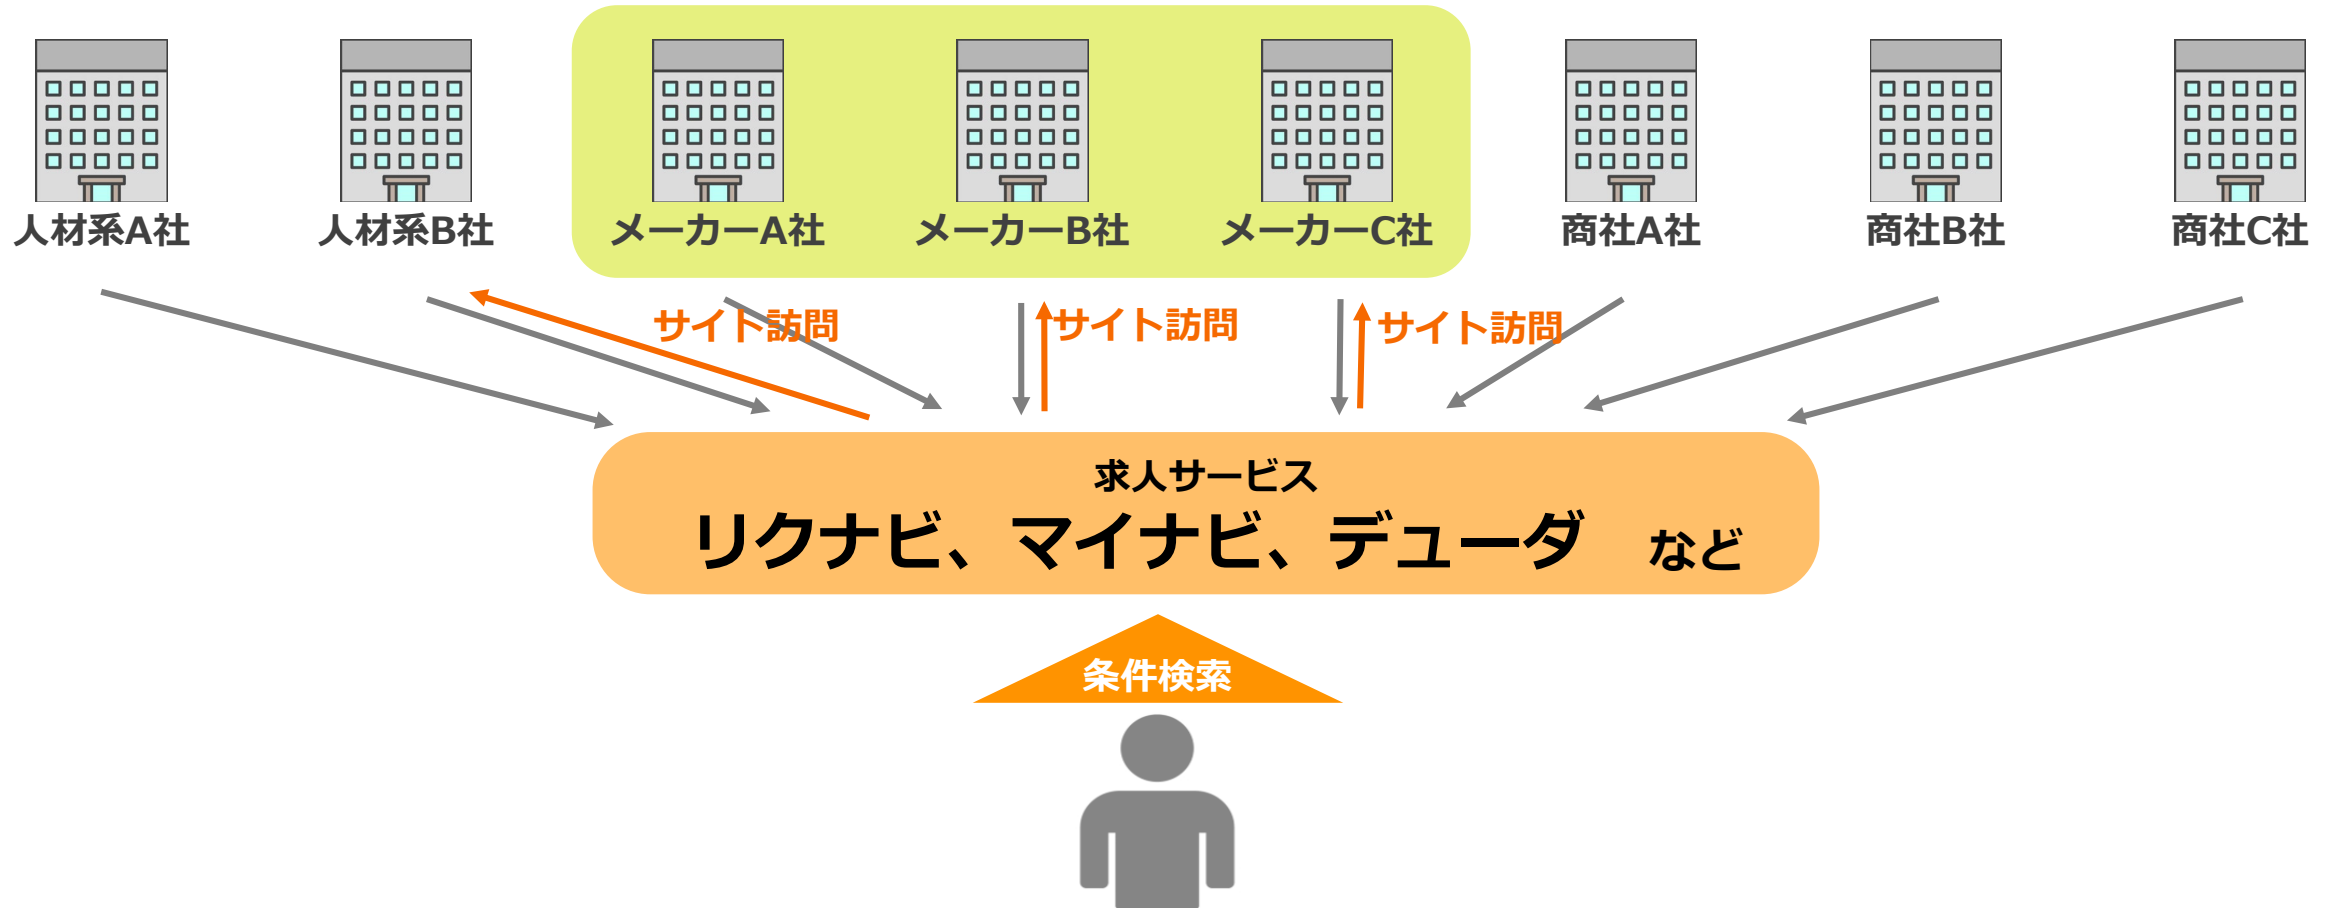 人材系A社
人材系B社
メーカーA社
メーカーB社
メーカーC社
商社A社
商社B社
商社C社
サイト訪問
サイト訪問
サイト訪問
求人サービス
リクナビ、マイナビ、デューダ など
条件検索